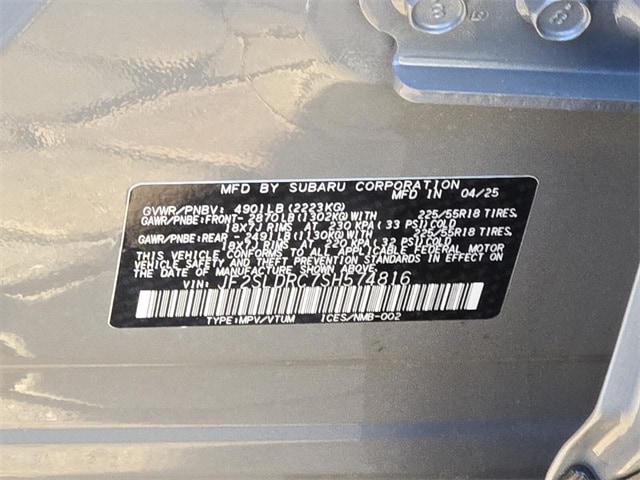 MFD BY SUBARU CORPORATION
MFD IN 04/25
GVWR/PNBV: 4901LB (2223KG)
GAWR/PNBE:FRONT- 2870LB(1302KG)WITH 225/55R18 TIRES.
18X7J RIMS AT 230 KPA( 33 PSI)COLD
GAWR/PNBE:REAR -2491LB(1130KG)WITH 225/55R18 TIRES.
18X7J RIMS AT 220 KPA( 32 PSI)COLD
THIS VEHICLE CONFORMS TO ALL APPLICABLE FEDERAL MOTOR
VEHICLE SAFETY AND THEFT PREVENTION STANDARDS IN EFFECT ON
THE DATE OF MANUFACTURE SHOWN ABOVE.
VIN: JF2SLDRC7SH574816
TYPE:MPV/VTUM ICES/NMB-002